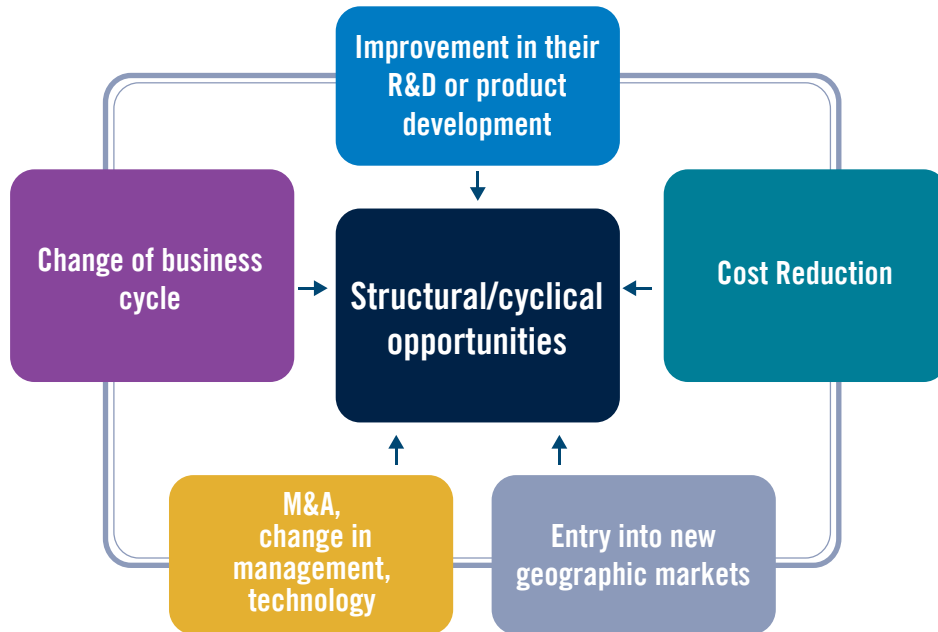 Improvement in their
R&D or product
development
Change of business
cycle
Structural/cyclical
opportunities
Cost Reduction
M&A,
change in
management,
technology
Entry into new
geographic markets